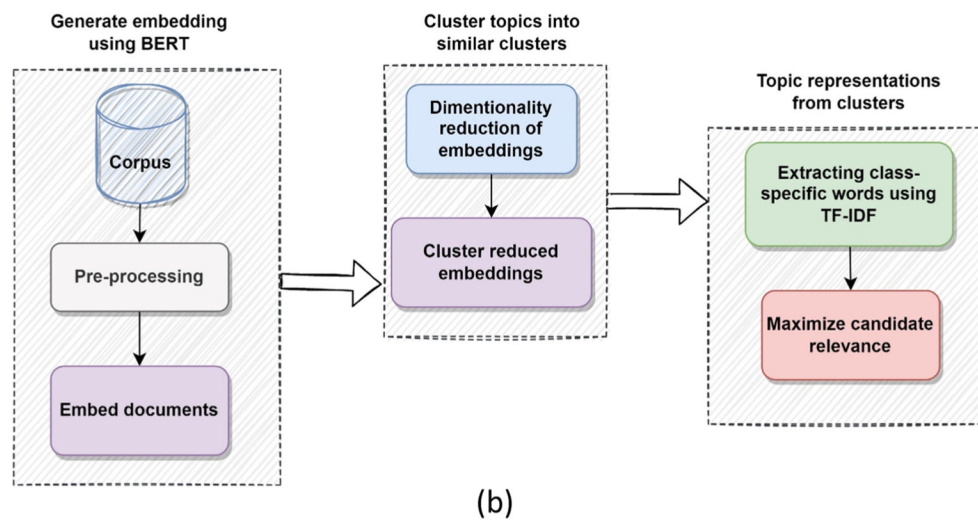 Generate embedding
using BERT
Corpus
Pre-processing
Embed documents
Cluster topics into
similar clusters
Dimentionality
reduction of
embeddings
Cluster reduced
embeddings
Topic representations
from clusters
Extracting class-
specific words using
TF-IDF
Maximize candidate
relevance
(b)